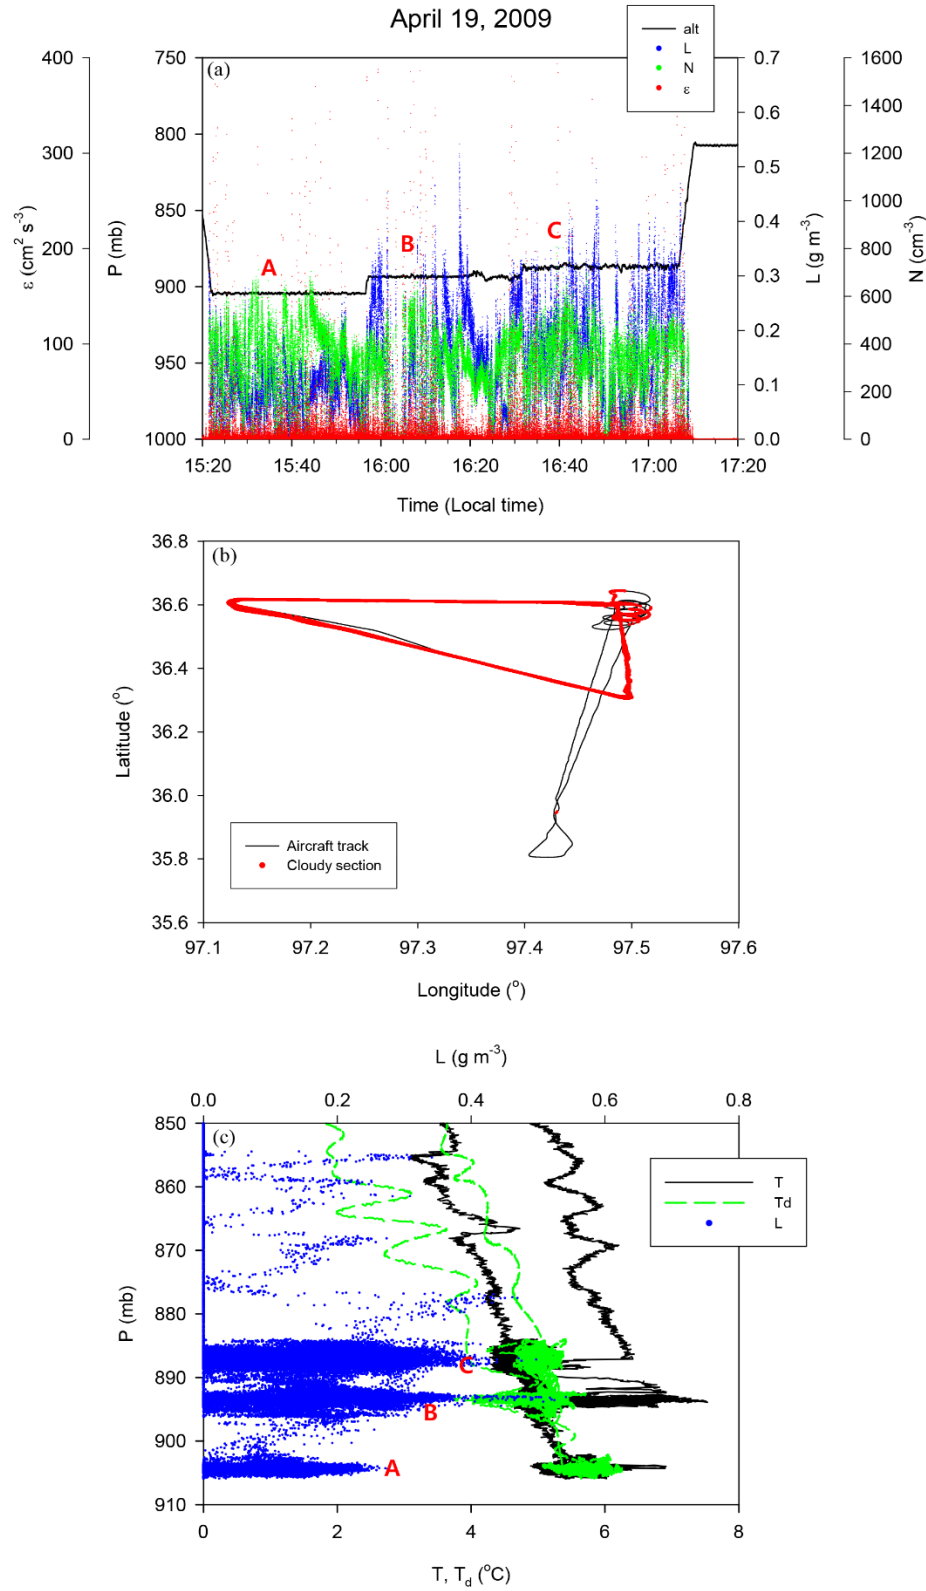 April 19, 2009
alt
L
N
ε
(a)
400
300
200
100
0
ε (cm² s⁻³)
750
800
850
900
950
1000
P (mb)
A
B
C
0.7
0.6
0.5
0.4
0.3
0.2
0.1
0.0
L (g m⁻³)
1600
1400
1200
1000
800
600
400
200
0
N (cm⁻³)
15:20 15:40 16:00 16:20 16:40 17:00 17:20
Time (Local time)
(b)
36.8
36.6
36.4
36.2
36.0
35.8
35.6
Latitude (°)
Aircraft track
Cloudy section
97.1 97.2 97.3 97.4 97.5 97.6
Longitude (°)
L (g m⁻³)
0.0 0.2 0.4 0.6 0.8
(c)
850
860
870
880
890
900
910
P (mb)
T
Td
L
C
B
A
0 2 4 6 8
T, T_d (°C)